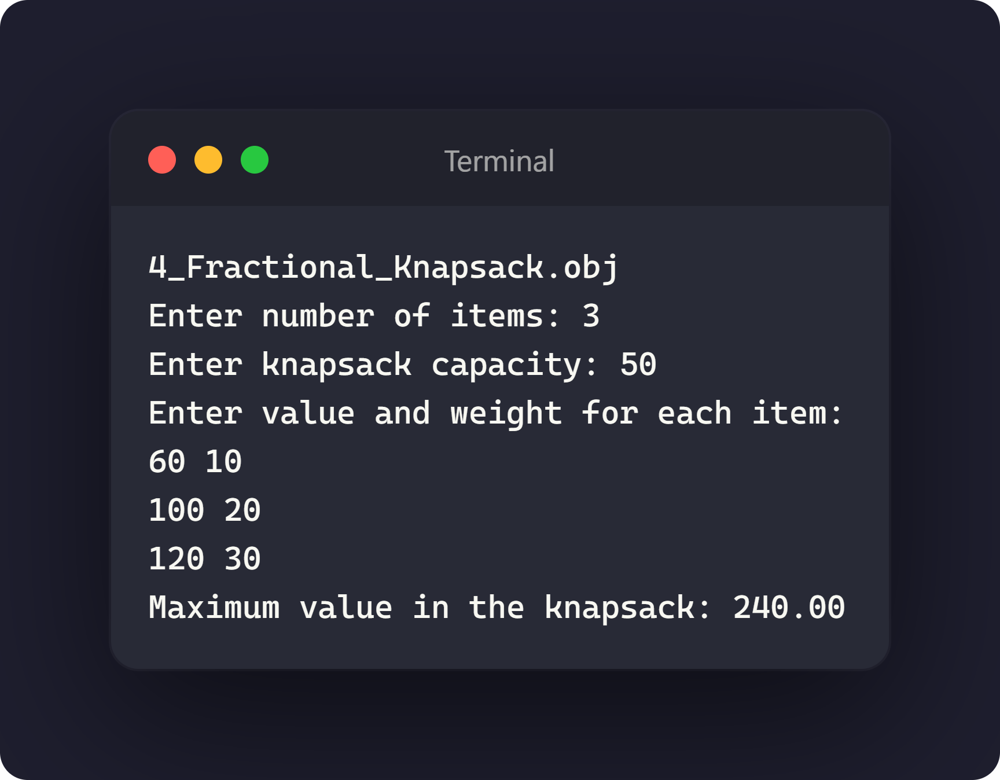 Terminal
4_Fractional_Knapsack.obj
Enter number of items: 3
Enter knapsack capacity: 50
Enter value and weight for each item:
60 10
100 20
120 30
Maximum value in the knapsack: 240.00